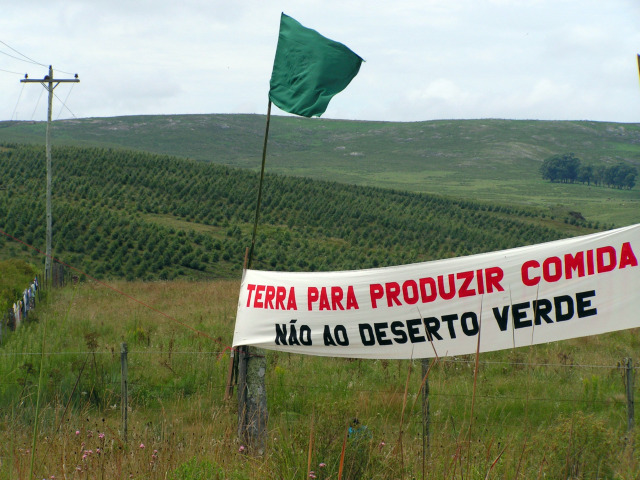 TERRA PARA PRODUZIR COMIDA
NÃO AO DESERTO VERDE